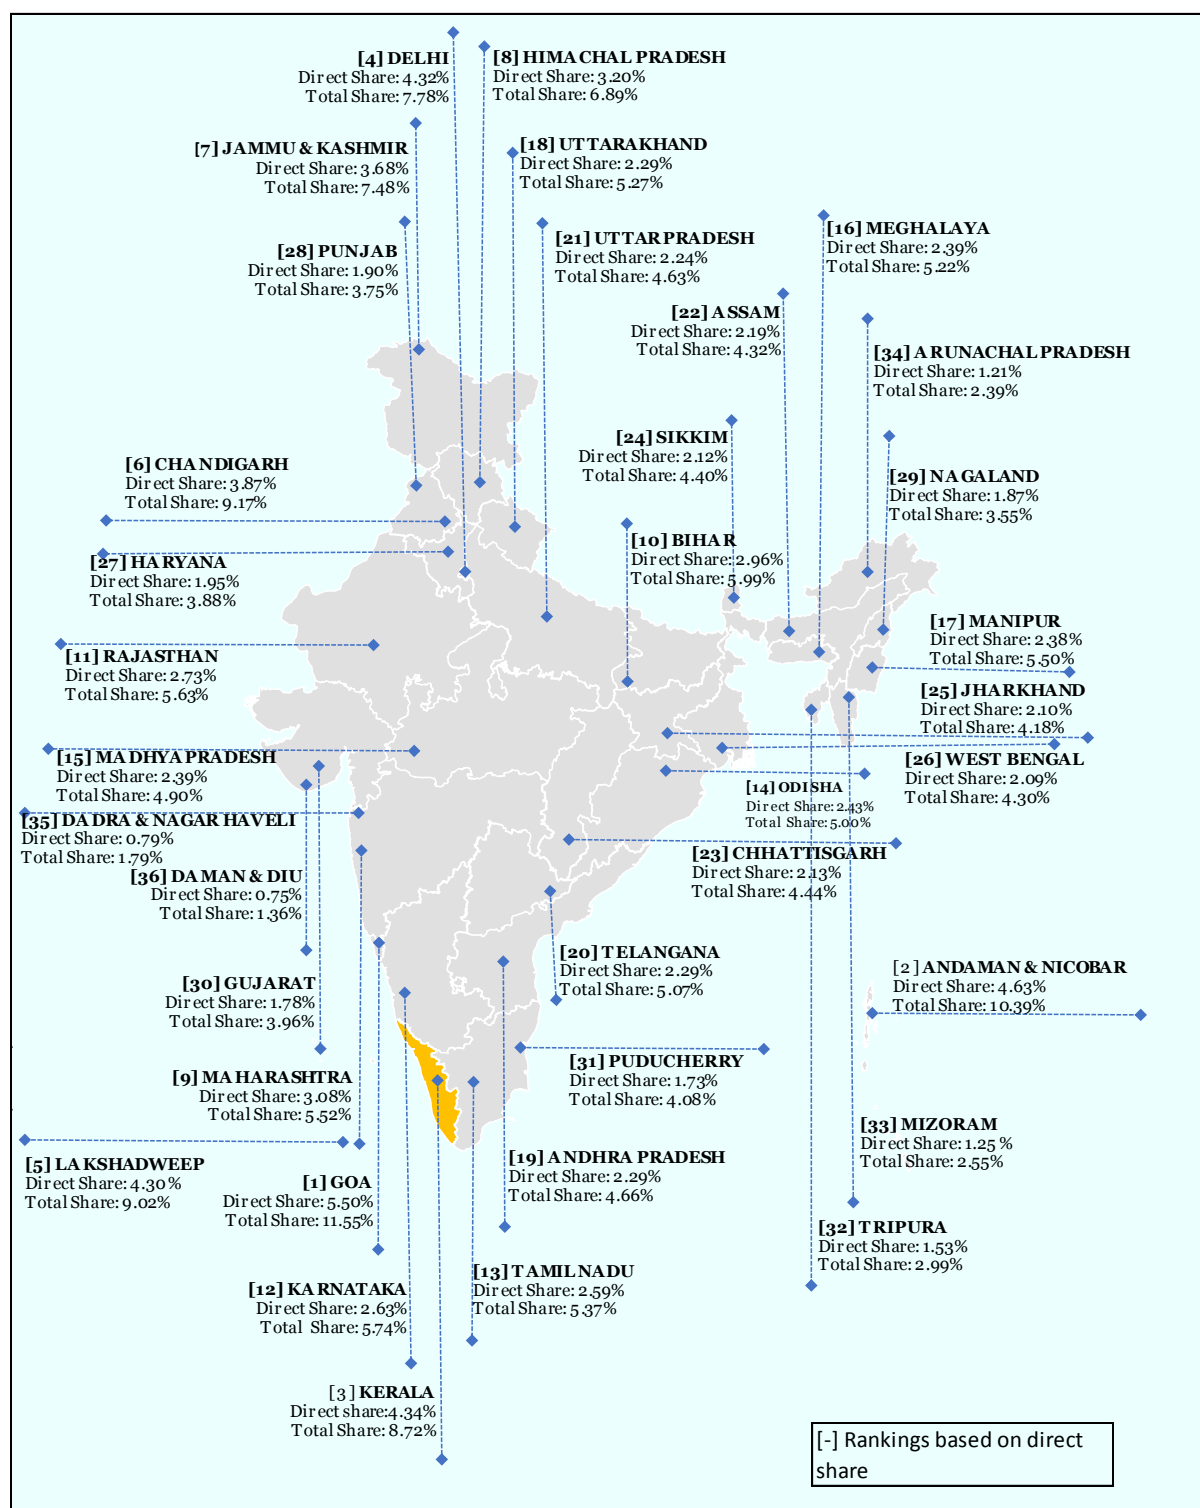 [4] DELHI
Direct Share: 4.32%
Total Share: 7.78%
[8] HIMACHAL PRADESH
Direct Share: 3.20%
Total Share: 6.89%
[7] JAMMU & KASHMIR
Direct Share: 3.68%
Total Share: 7.48%
[18] UTTARAKHAND
Direct Share: 2.29%
Total Share: 5.27%
[28] PUNJAB
Direct Share: 1.90%
Total Share: 3.75%
[21] UTTAR PRADESH
Direct Share: 2.24%
Total Share: 4.63%
[16] MEGHALAYA
Direct Share: 2.39%
Total Share: 5.22%
[22] ASSAM
Direct Share: 2.19%
Total Share: 4.32%
[34] ARUNACHAL PRADESH
Direct Share: 1.21%
Total Share: 2.39%
[24] SIKKIM
Direct Share: 2.12%
Total Share: 4.40%
[6] CHANDIGARH
Direct Share: 3.87%
Total Share: 9.17%
[29] NAGALAND
Direct Share: 1.87%
Total Share: 3.55%
[10] BIHAR
Direct Share: 2.96%
Total Share: 5.99%
[27] HARYANA
Direct Share: 1.95%
Total Share: 3.88%
[17] MANIPUR
Direct Share: 2.38%
Total Share: 5.50%
[11] RAJASTHAN
Direct Share: 2.73%
Total Share: 5.63%
[25] JHARKHAND
Direct Share: 2.10%
Total Share: 4.18%
[15] MADHYA PRADESH
Direct Share: 2.39%
Total Share: 4.90%
[26] WEST BENGAL
Direct Share: 2.09%
Total Share: 4.30%
[14] ODISHA
Direct Share: 2.43%
Total Share: 5.00%
[35] DADRA & NAGAR HAVELI
Direct Share: 0.79%
Total Share: 1.79%
[23] CHHATTISGARH
Direct Share: 2.13%
Total Share: 4.44%
[36] DAMAN & DIU
Direct Share: 0.75%
Total Share: 1.36%
[20] TELANGANA
Direct Share: 2.29%
Total Share: 5.07%
[2] ANDAMAN & NICOBAR
Direct Share: 4.63%
Total Share: 10.39%
[30] GUJARAT
Direct Share: 1.78%
Total Share: 3.96%
[31] PUDUCHERRY
Direct Share: 1.73%
Total Share: 4.08%
[9] MAHARASHTRA
Direct Share: 3.08%
Total Share: 5.52%
[33] MIZORAM
Direct Share: 1.25 %
Total Share: 2.55%
[5] LAKSHADWEEP
Direct Share: 4.30 %
Total Share: 9.02%
[19] ANDHRA PRADESH
Direct Share: 2.29%
Total Share: 4.66%
[1] GOA
Direct Share: 5.50%
Total Share: 11.55%
[32] TRIPURA
Direct Share: 1.53%
Total Share: 2.99%
[13] TAMIL NADU
Direct Share: 2.59%
Total Share: 5.37%
[12] KARNATAKA
Direct Share: 2.63%
Total Share: 5.74%
[3] KERALA
Direct share:4.34%
Total Share: 8.72%
[-] Rankings based on direct
share